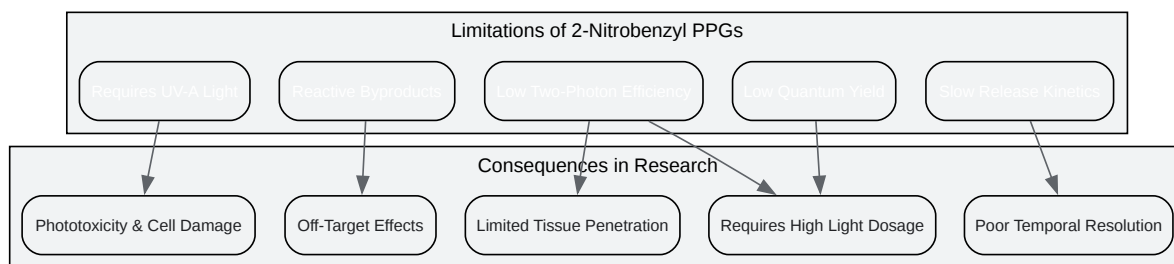 Limitations of 2-Nitrobenzyl PPGs
Requires UV-A Light
Reactive Byproducts
Low Two-Photon Efficiency
Low Quantum Yield
Slow Release Kinetics
Consequences in Research
Phototoxicity & Cell Damage
Off-Target Effects
Limited Tissue Penetration
Requires High Light Dosage
Poor Temporal Resolution